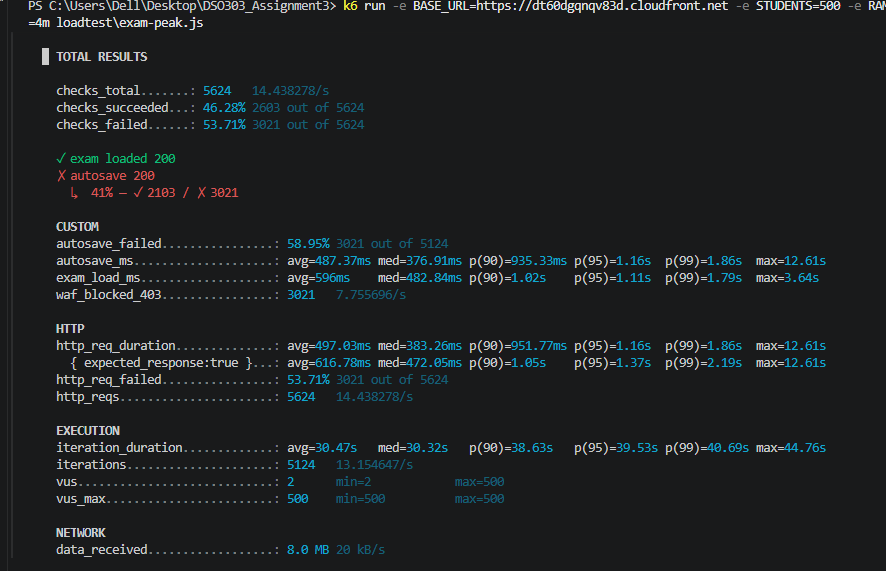 PS C:\Users\Dell\Desktop\DSO303_Assignment3> k6 run -e BASE_URL=https://dt60dgqnqv83d.cloudfront.net -e STUDENTS=500 -e RAM
=4m loadtest\exam-peak.js
TOTAL RESULTS
checks_total.......: 5624 14.438278/s
checks_succeeded...: 46.28% 2603 out of 5624
checks_failed......: 53.71% 3021 out of 5624
✓ exam loaded 200
✗ autosave 200
↳ 41% — ✓ 2103 / ✗ 3021
CUSTOM
autosave_failed................: 58.95% 3021 out of 5124
autosave_ms....................: avg=487.37ms med=376.91ms p(90)=935.33ms p(95)=1.16s p(99)=1.86s max=12.61s
exam_load_ms...................: avg=596ms med=482.84ms p(90)=1.02s p(95)=1.11s p(99)=1.79s max=3.64s
waf_blocked_403................: 3021 7.755696/s
HTTP
http_req_duration..............: avg=497.03ms med=383.26ms p(90)=951.77ms p(95)=1.16s p(99)=1.86s max=12.61s
{ expected_response:true }...: avg=616.78ms med=472.05ms p(90)=1.05s p(95)=1.37s p(99)=2.19s max=12.61s
http_req_failed................: 53.71% 3021 out of 5624
http_reqs......................: 5624 14.438278/s
EXECUTION
iteration_duration.............: avg=30.47s med=30.32s p(90)=38.63s p(95)=39.53s p(99)=40.69s max=44.76s
iterations.....................: 5124 13.154647/s
vus............................: 2 min=2 max=500
vus_max........................: 500 min=500 max=500
NETWORK
data_received..................: 8.0 MB 20 kB/s